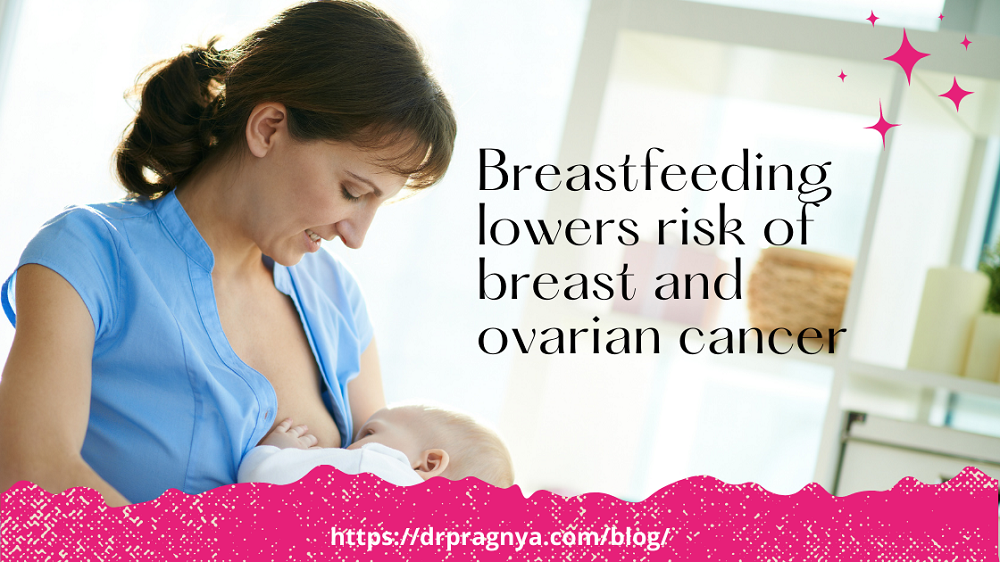 Breastfeeding
lowers risk of
breast and
ovarian cancer
https://drpragnya.com/blog/